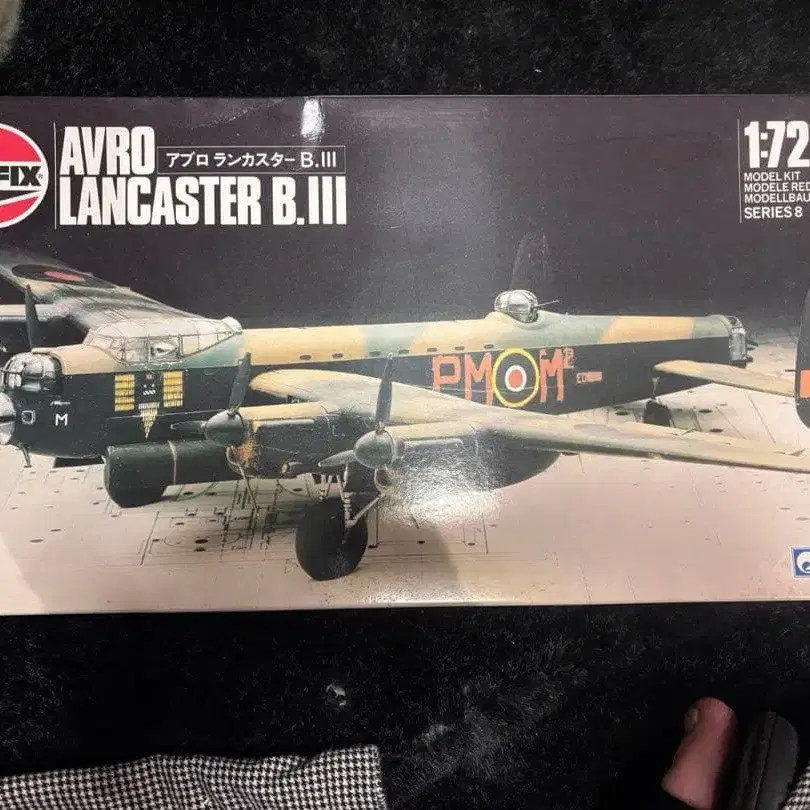 FIX
AVRO
アブロ ランカスター B.III
LANCASTER B.III
1:72
MODEL KIT
MODELE RED
MODELLBAU
SERIES 8
PM M²
M